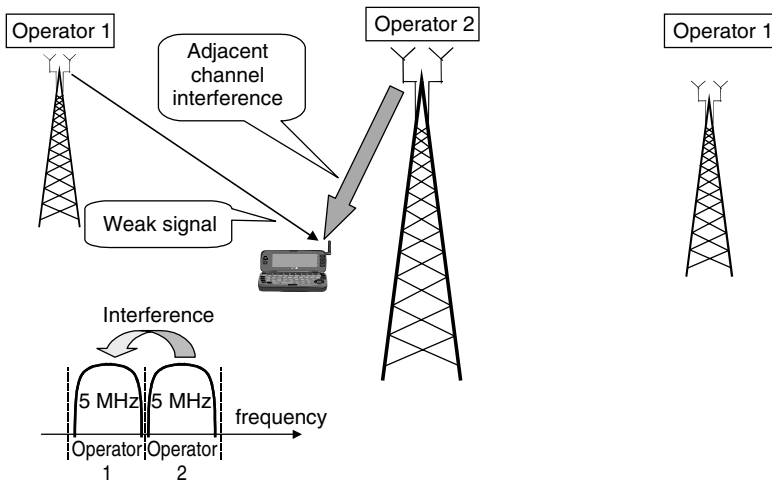 Operator 1
Operator 2
Operator 1
Adjacent
channel
interference
Weak signal
Interference
5 MHz 5 MHz
frequency
Operator Operator
1 2